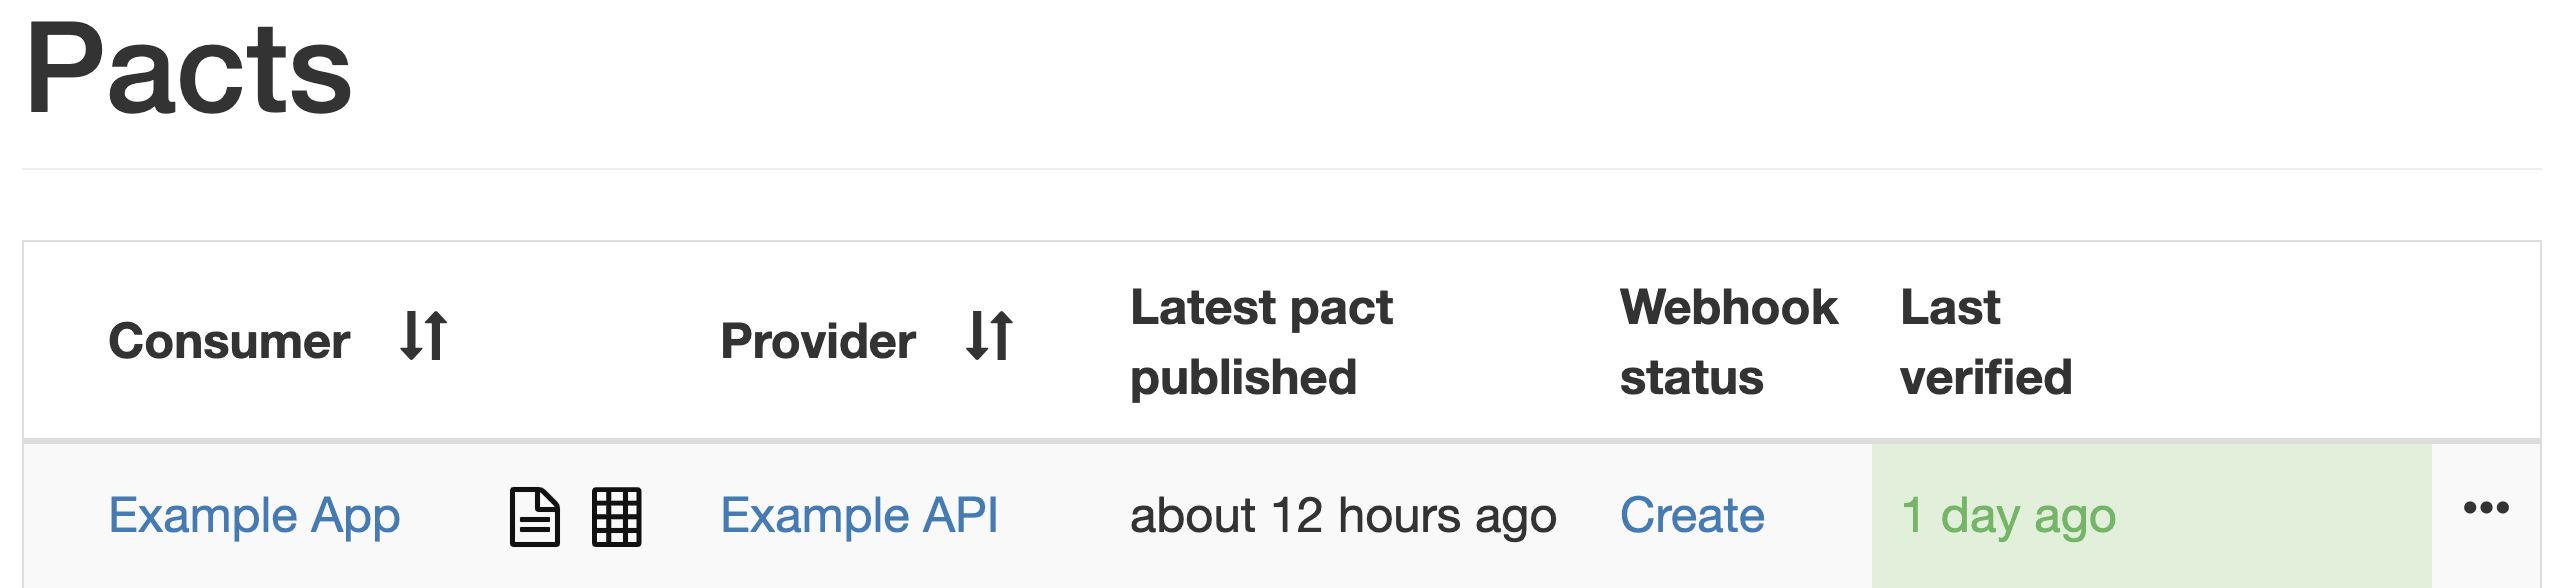 Pacts
Consumer Provider Latest pact published Webhook status Last verified
Example App Example API about 12 hours ago Create 1 day ago